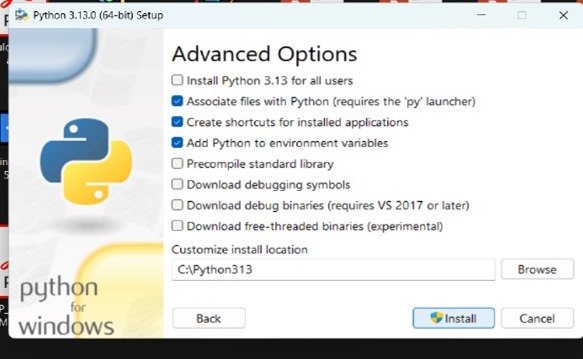 Python 3.13.0 (64-bit) Setup
Advanced Options
Install Python 3.13 for all users
Associate files with Python (requires the 'py' launcher)
Create shortcuts for installed applications
Add Python to environment variables
Precompile standard library
Download debugging symbols
Download debug binaries (requires VS 2017 or later)
Download free-threaded binaries (experimental)
Customize install location
C:\Python313
Browse
python
for
windows
Back
Install
Cancel